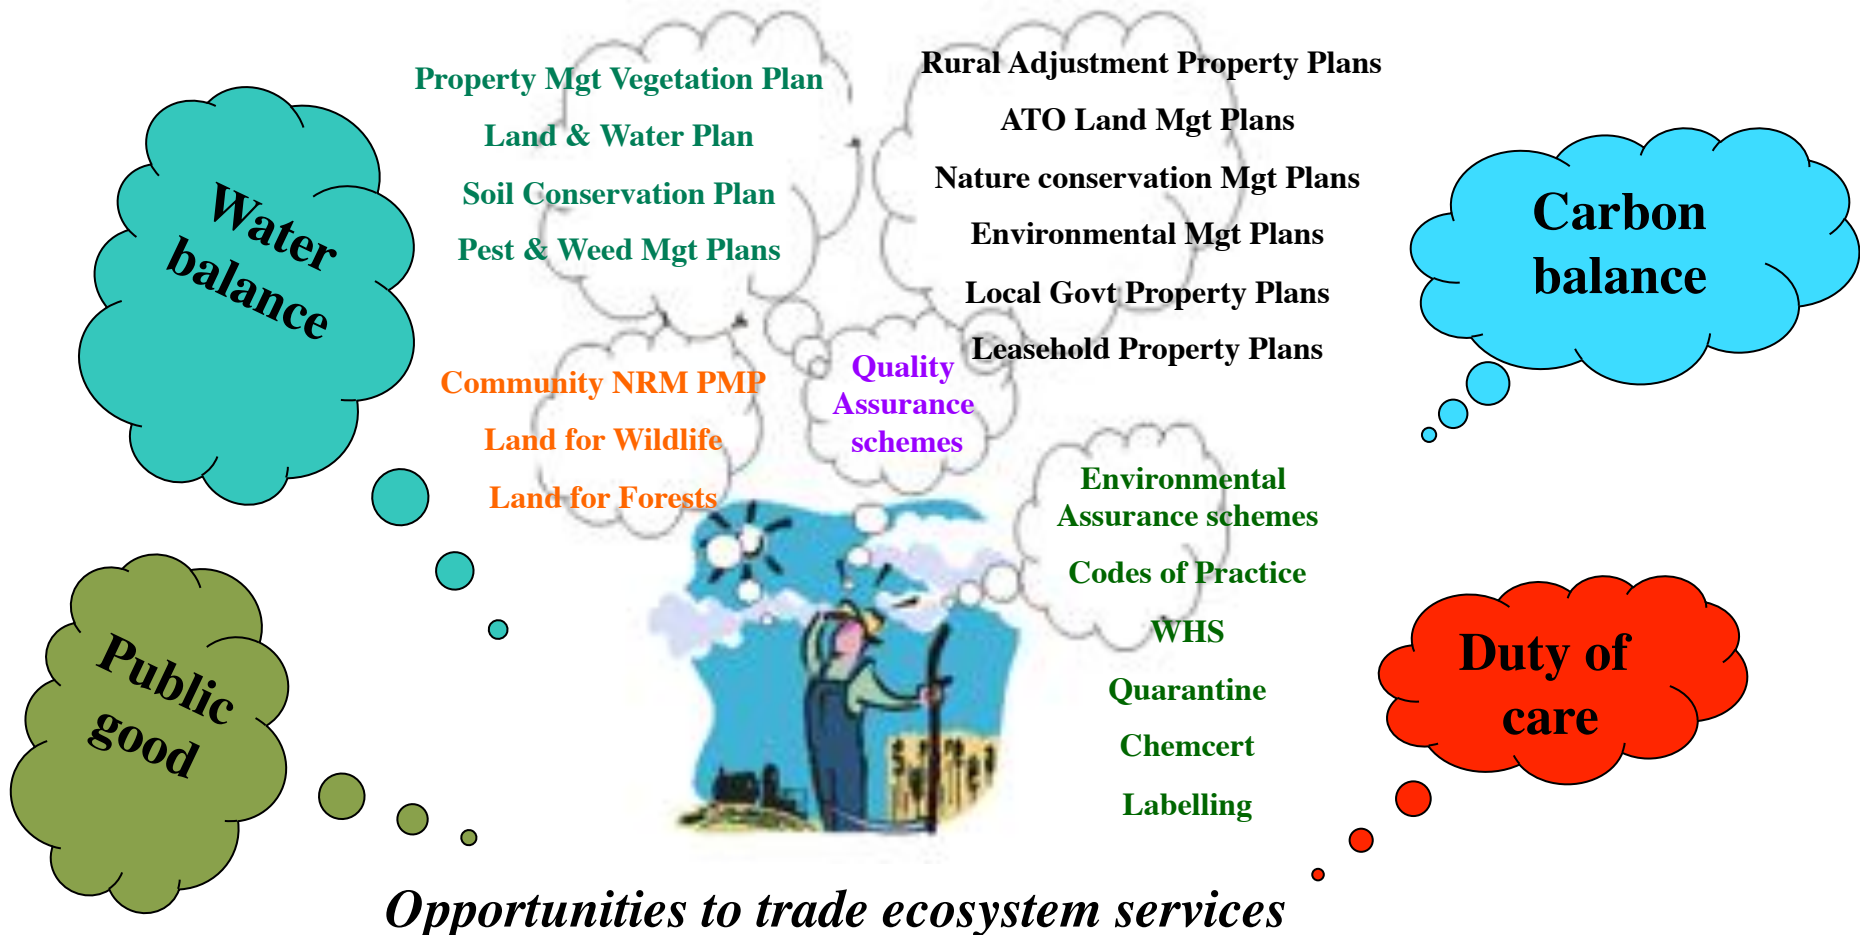 Water
balance
Public
good
Property Mgt Vegetation Plan
Land & Water Plan
Soil Conservation Plan
Pest & Weed Mgt Plans
Community NRM PMP
Land for Wildlife
Land for Forests
Quality
Assurance
schemes
Rural Adjustment Property Plans
ATO Land Mgt Plans
Nature conservation Mgt Plans
Environmental Mgt Plans
Local Govt Property Plans
Leasehold Property Plans
Environmental
Assurance schemes
Codes of Practice
WHS
Quarantine
Chemcert
Labelling
Carbon
balance
Duty of
care
Opportunities to trade ecosystem services